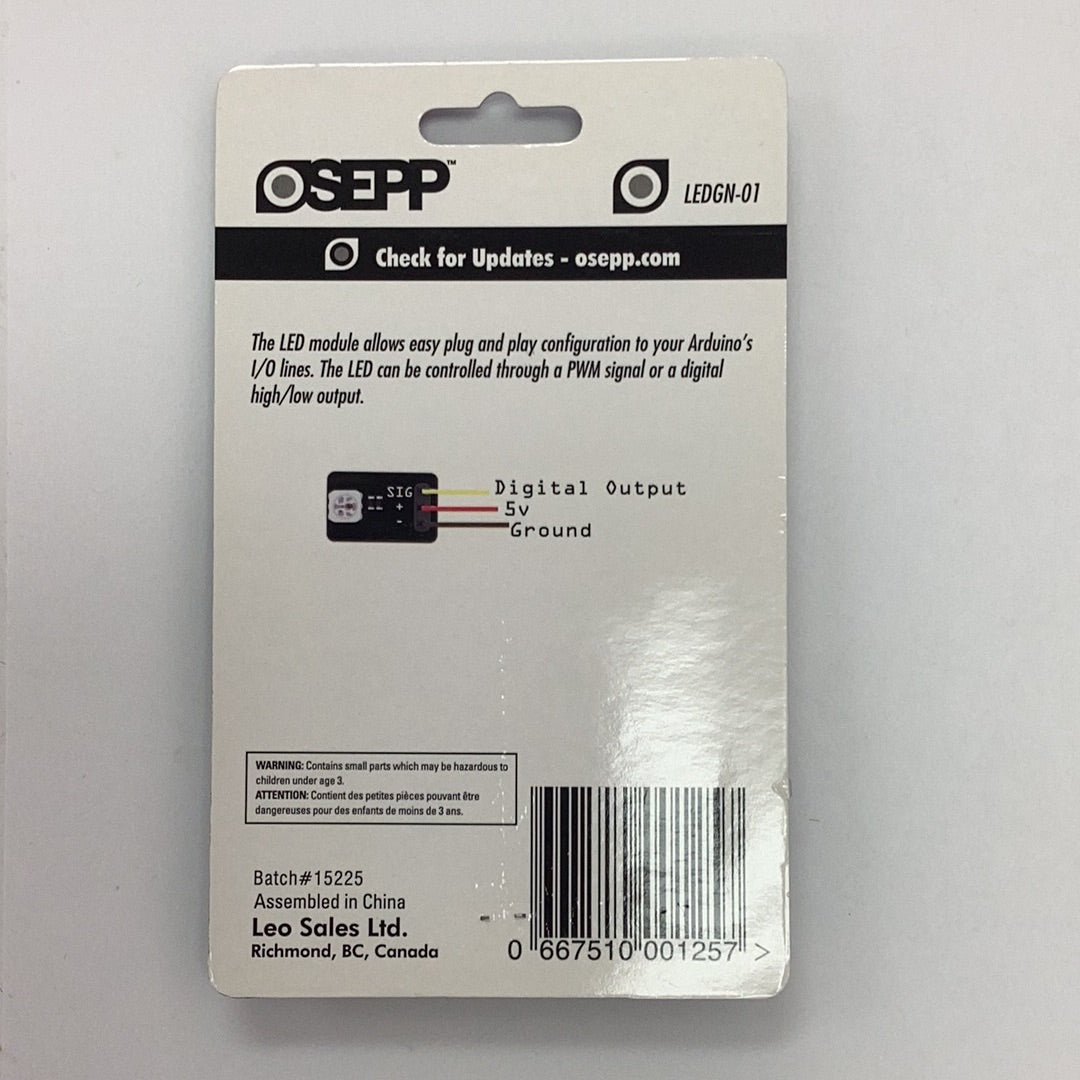 OSEPP™
LEDGN-01
Check for Updates - osepp.com
The LED module allows easy plug and play configuration to your Arduino's
I/O lines. The LED can be controlled through a PWM signal or a digital
high/low output.
SIG Digital Output
+ 5v
- Ground
WARNING: Contains small parts which may be hazardous to
children under age 3.
ATTENTION: Contient des petites pièces pouvant être
dangereuses pour des enfants de moins de 3 ans.
Batch#15225
Assembled in China
Leo Sales Ltd.
Richmond, BC, Canada
0 667510 001257 >